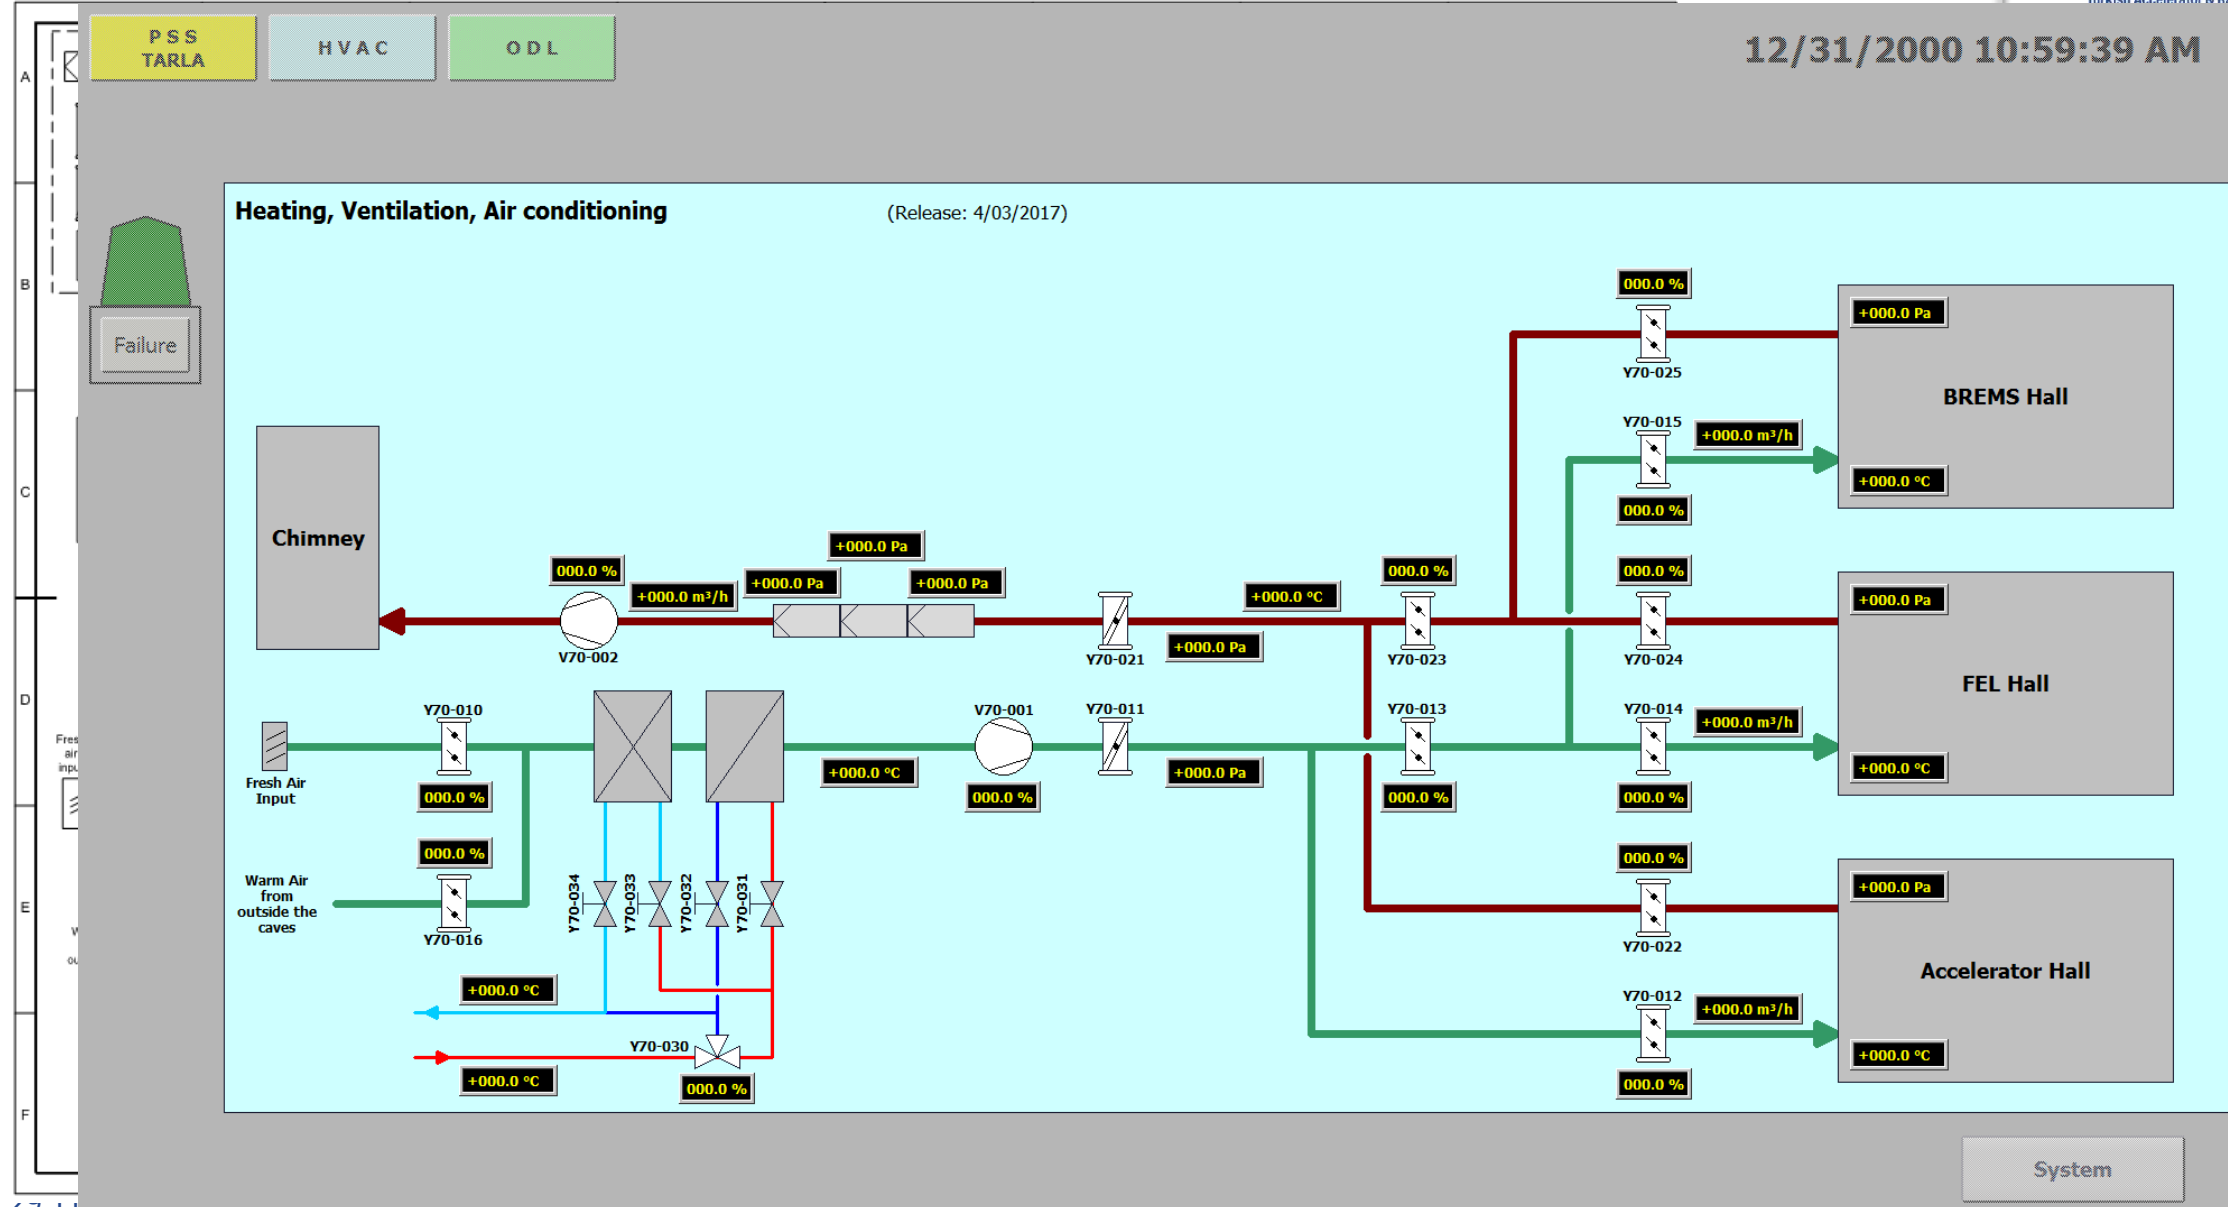 PSS
TARLA
HVAC
ODL
12/31/2000 10:59:39 AM
A
B
C
D
E
F
Failure
Heating, Ventilation, Air conditioning
(Release: 4/03/2017)
000.0 %
Y70-025
+000.0 Pa
BREMS Hall
Y70-015
+000.0 m³/h
000.0 %
+000.0 °C
Chimney
000.0 %
V70-002
+000.0 m³/h
+000.0 Pa
+000.0 Pa
+000.0 Pa
Y70-021
+000.0 °C
+000.0 Pa
000.0 %
Y70-023
000.0 %
Y70-024
+000.0 Pa
FEL Hall
Fresh Air
Input
Y70-010
000.0 %
+000.0 °C
V70-001
000.0 %
Y70-011
+000.0 Pa
Y70-013
000.0 %
Y70-014
000.0 %
+000.0 m³/h
+000.0 °C
Warm Air
from
outside the
caves
000.0 %
Y70-016
Y70-034
Y70-033
Y70-032
Y70-031
+000.0 °C
Y70-030
+000.0 °C
000.0 %
000.0 %
Y70-022
+000.0 Pa
Accelerator Hall
Y70-012
+000.0 m³/h
000.0 %
+000.0 °C
System